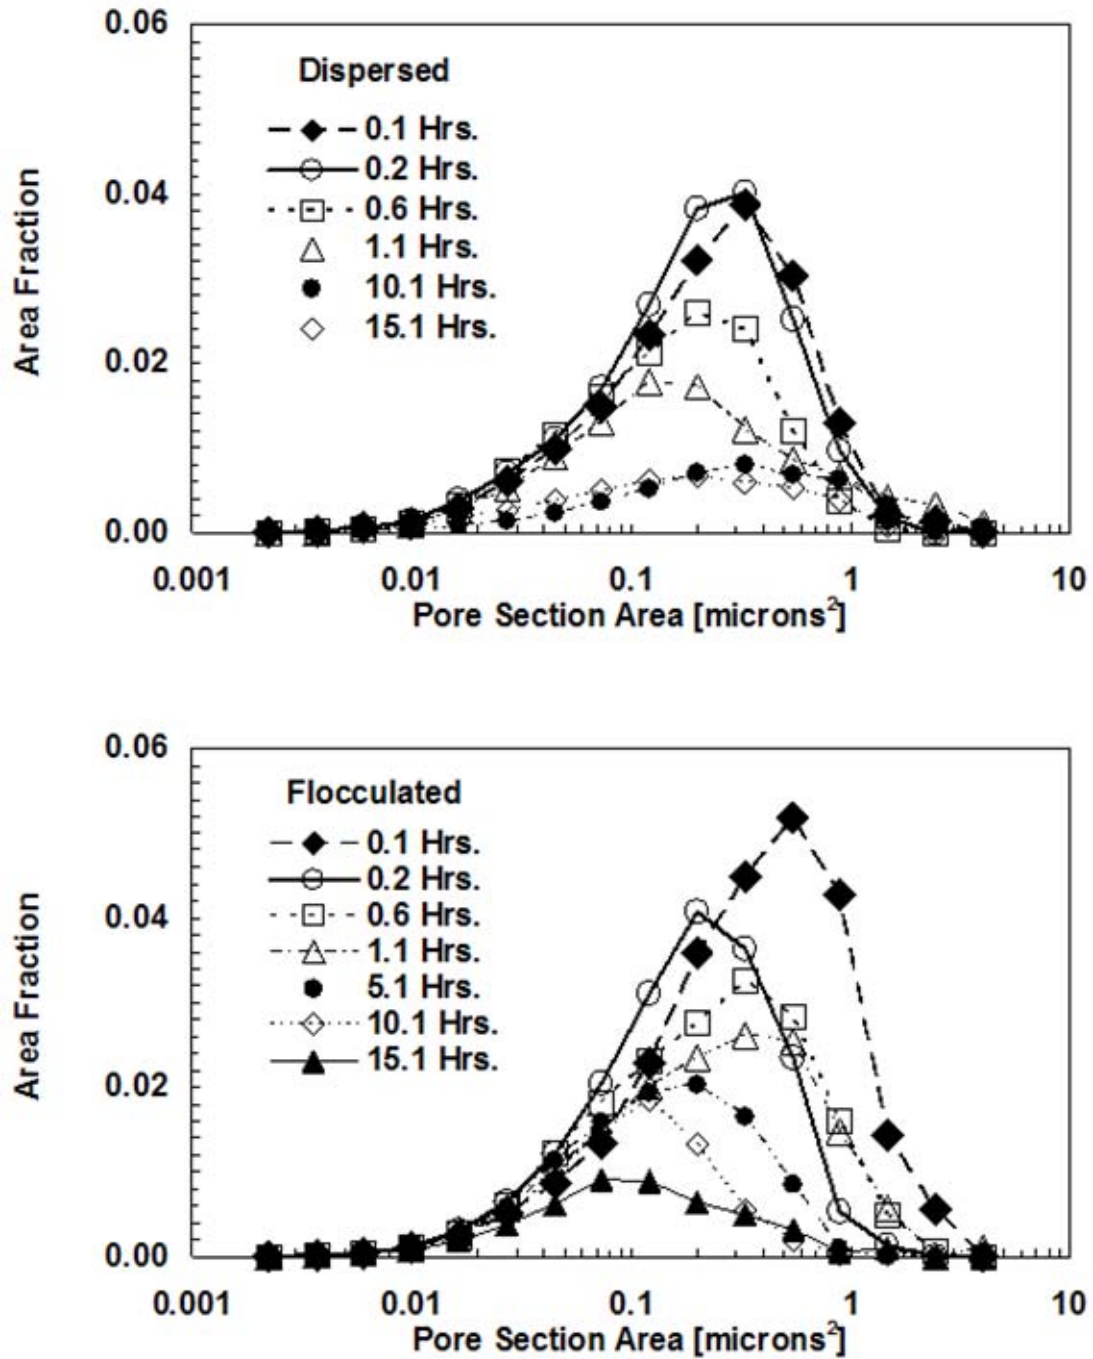 0.06
Dispersed
0.1 Hrs.
0.2 Hrs.
0.6 Hrs.
1.1 Hrs.
10.1 Hrs.
15.1 Hrs.
0.04
0.02
0.00
Area Fraction
0.001 0.01 0.1 1 10
Pore Section Area [microns²]
0.06
Flocculated
0.1 Hrs.
0.2 Hrs.
0.6 Hrs.
1.1 Hrs.
5.1 Hrs.
10.1 Hrs.
15.1 Hrs.
0.04
0.02
0.00
Area Fraction
0.001 0.01 0.1 1 10
Pore Section Area [microns²]